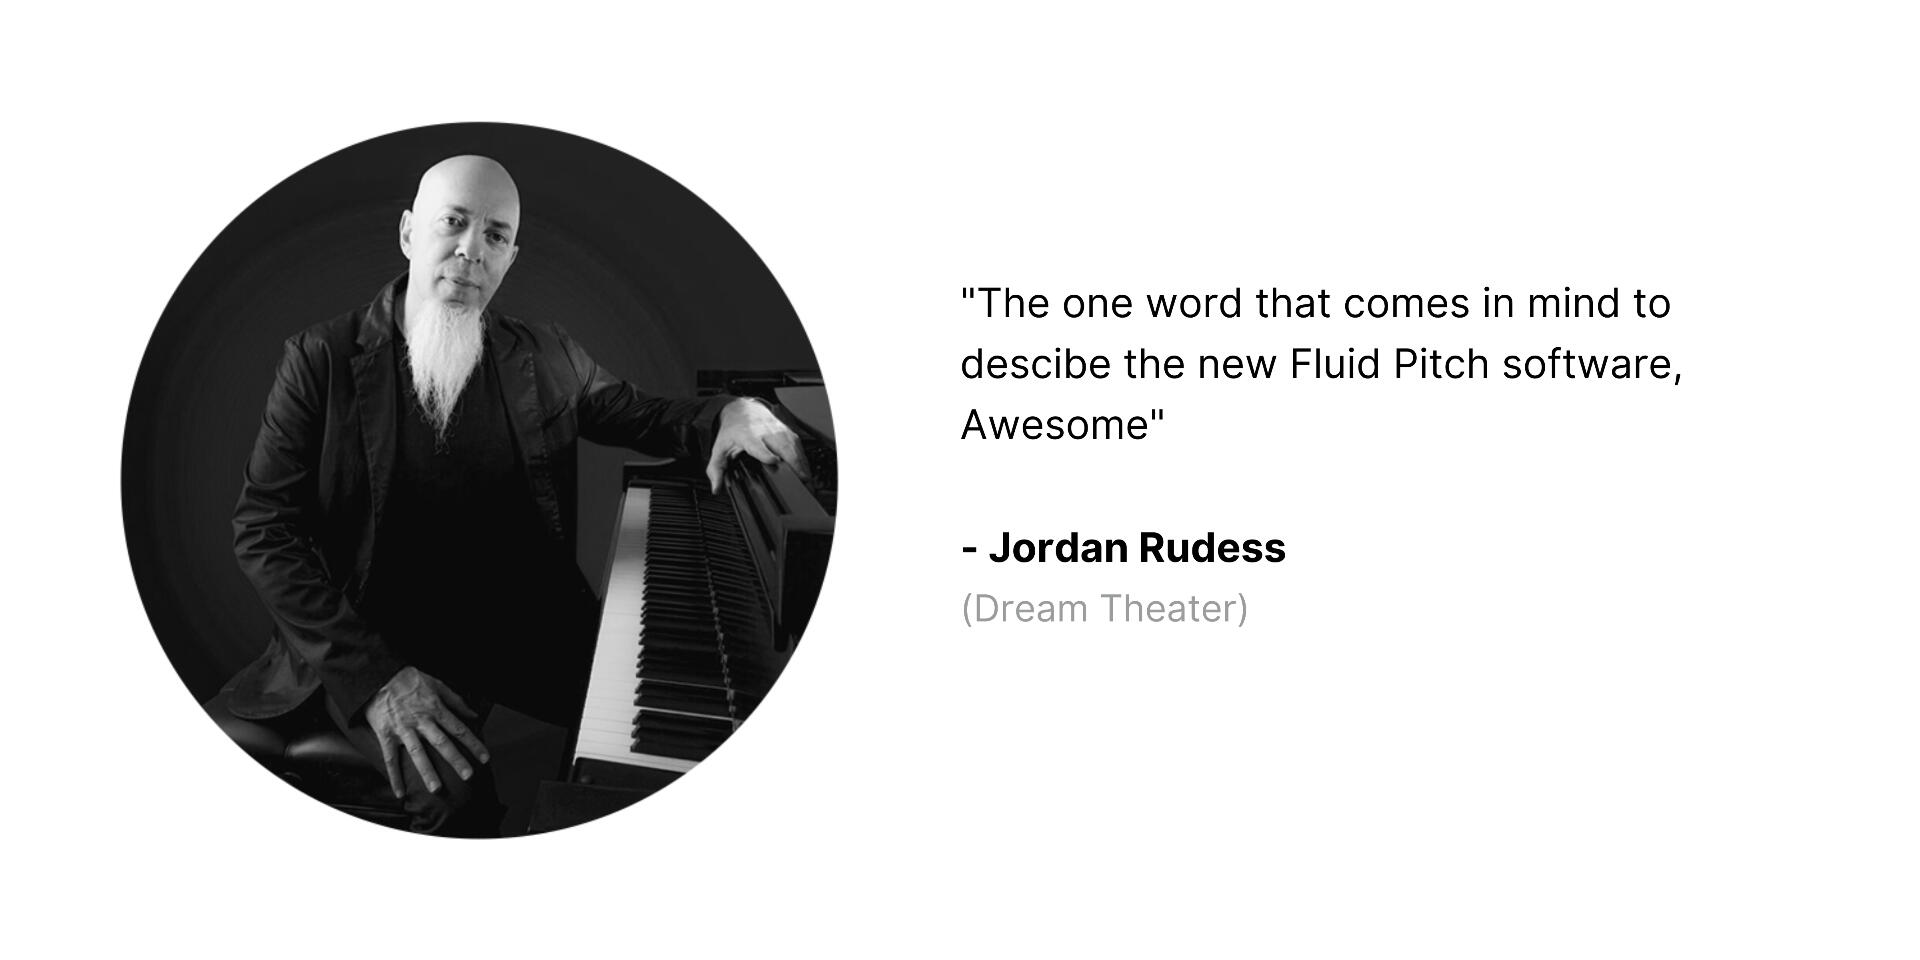 "The one word that comes in mind to
descibe the new Fluid Pitch software,
Awesome"
- Jordan Rudess
(Dream Theater)